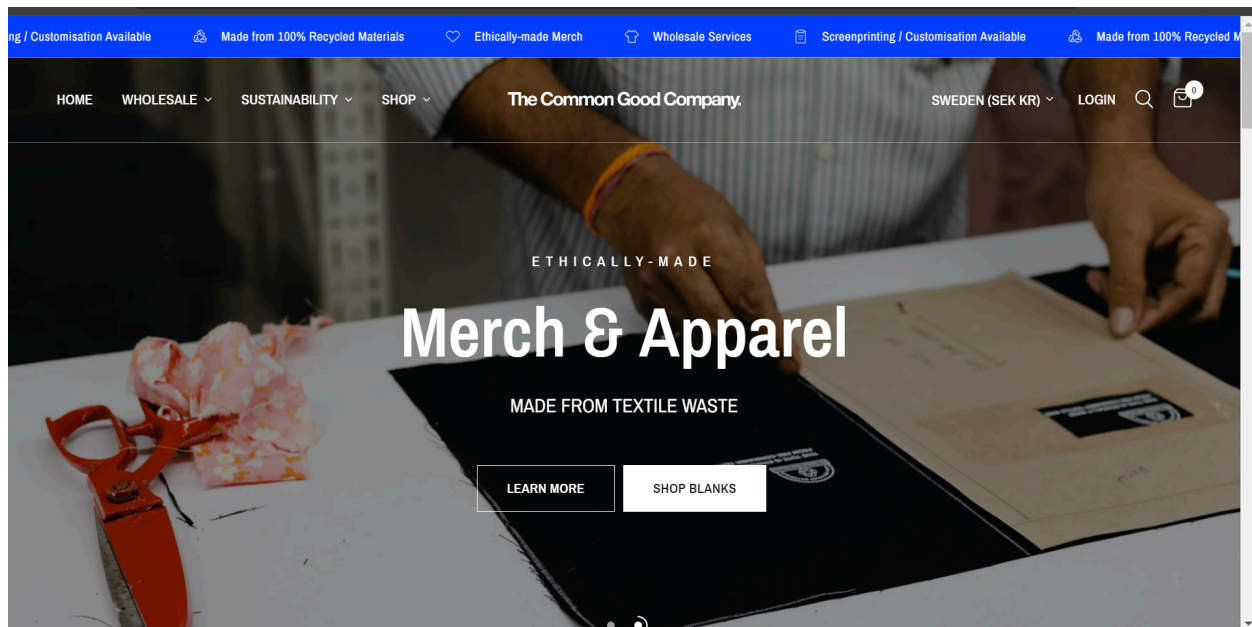 ng / Customisation Available Made from 100% Recycled Materials Ethically-made Merch Wholesale Services Screenprinting / Customisation Available Made from 100% Recycled M
HOME WHOLESALE SUSTAINABILITY SHOP The Common Good Company. SWEDEN (SEK KR) LOGIN 0
ETHICALLY-MADE
Merch & Apparel
MADE FROM TEXTILE WASTE
LEARN MORE SHOP BLANKS